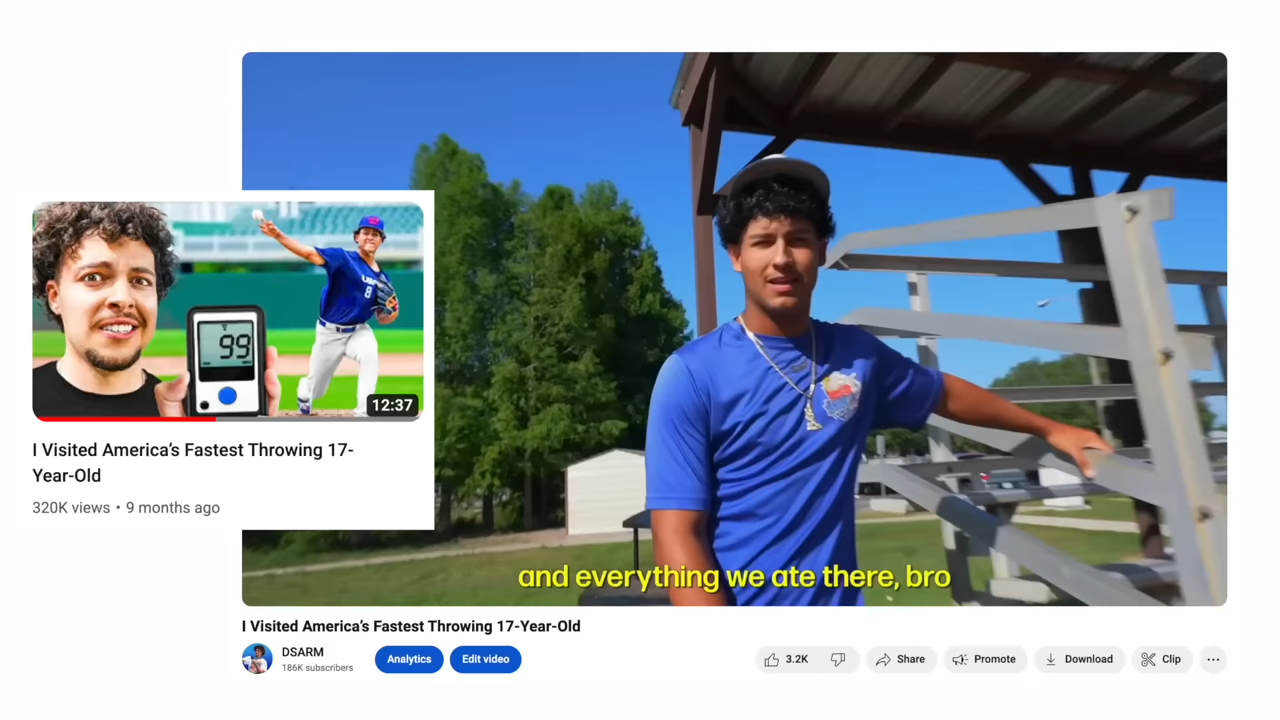 99
8
12:37
I Visited America's Fastest Throwing 17-
Year-Old
320K views • 9 months ago
and everything we ate there, bro
I Visited America's Fastest Throwing 17-Year-Old
DSARM
186K subscribers
Analytics
Edit video
3.2K
Share
Promote
Download
Clip